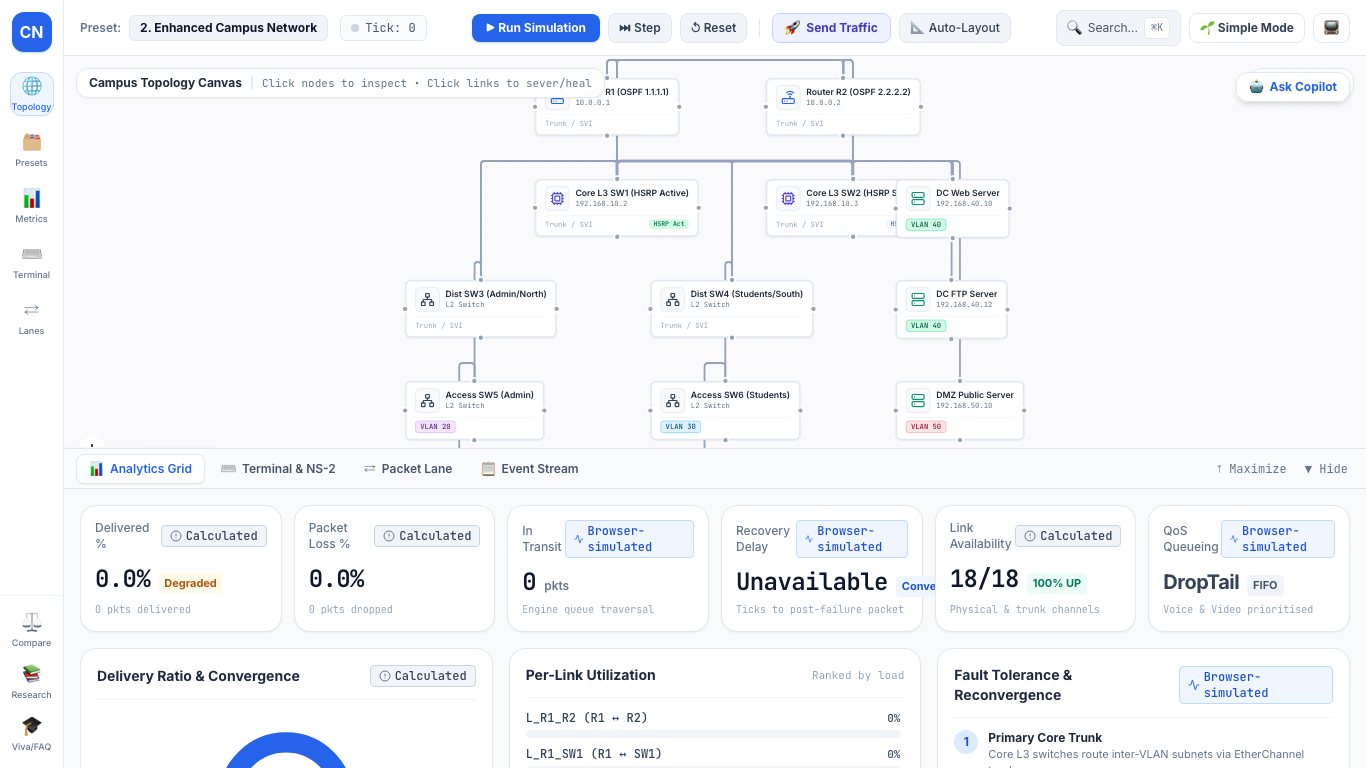 CN
Preset:
2. Enhanced Campus Network
Tick: 0
Run Simulation
Step
Reset
Send Traffic
Auto-Layout
Search...
⌘K
Simple Mode
Topology
Presets
Metrics
Terminal
Lanes
Compare
Research
Viva/FAQ
Campus Topology Canvas
Click nodes to inspect • Click links to sever/heal
Ask Copilot
R1 (OSPF 1.1.1.1)
10.0.0.1
Trunk / SVI
Router R2 (OSPF 2.2.2.2)
10.0.0.2
Trunk / SVI
Core L3 SW1 (HSRP Active)
192.168.10.2
Trunk / SVI
HSRP Act
Core L3 SW2 (HSRP S
192.168.10.3
Trunk / SVI
DC Web Server
192.168.40.10
VLAN 40
Dist SW3 (Admin/North)
L2 Switch
Trunk / SVI
Dist SW4 (Students/South)
L2 Switch
Trunk / SVI
DC FTP Server
192.168.40.12
VLAN 40
Access SW5 (Admin)
L2 Switch
VLAN 20
Access SW6 (Students)
L2 Switch
VLAN 30
DMZ Public Server
192.168.50.10
VLAN 50
Analytics Grid
Terminal & NS-2
Packet Lane
Event Stream
↑ Maximize
▼ Hide
Delivered
%
Calculated
0.0%
Degraded
0 pkts delivered
Packet
Loss %
Calculated
0.0%
0 pkts dropped
In
Transit
Browser-
simulated
0 pkts
Engine queue traversal
Recovery
Delay
Browser-
simulated
Unavailable
Conve
Ticks to post-failure packet
Link
Availability
Calculated
18/18
100% UP
Physical & trunk channels
QoS
Queueing
Browser-
simulated
DropTail
FIFO
Voice & Video prioritised
Delivery Ratio & Convergence
Calculated
Per-Link Utilization
Ranked by load
L_R1_R2 (R1 ↔ R2)
0%
L_R1_SW1 (R1 ↔ SW1)
0%
Fault Tolerance &
Reconvergence
Browser-
simulated
1
Primary Core Trunk
Core L3 switches route inter-VLAN subnets via EtherChannel